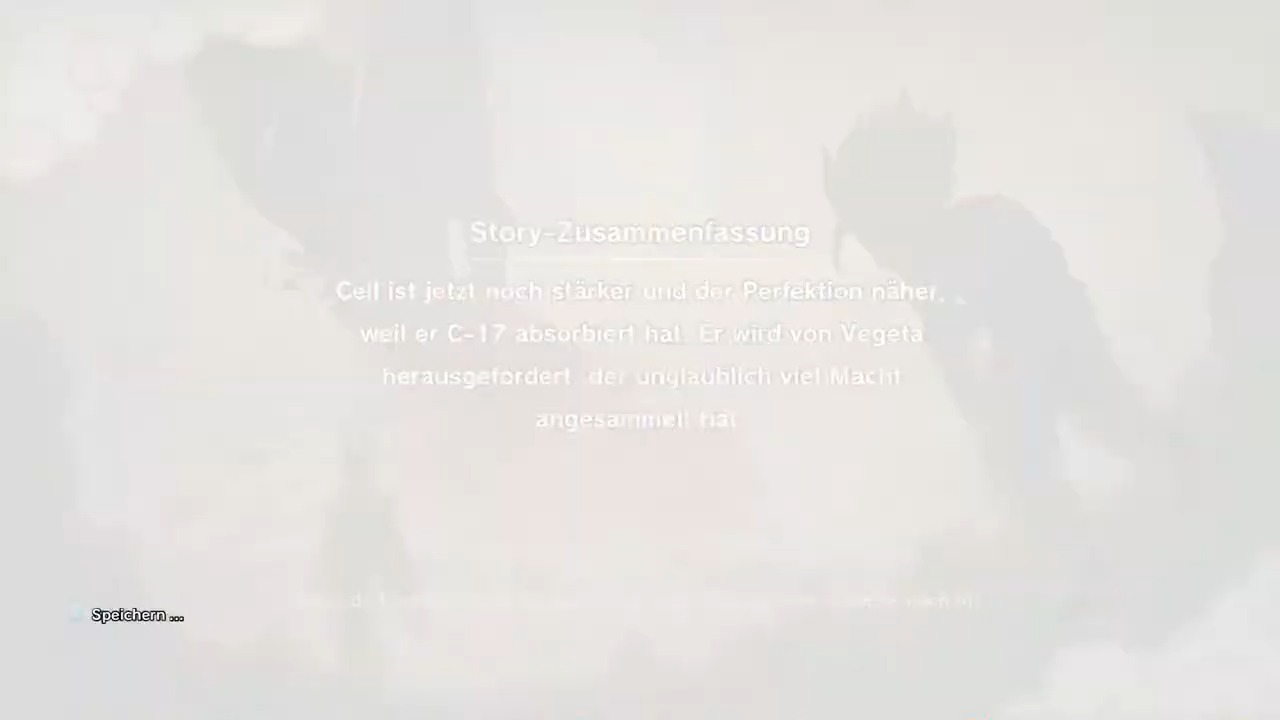 Story-Zusammenfassung
Cell ist jetzt noch stärker und der Perfektion näher,
weil er C-17 absorbiert hat. Er wird von Vegeta
herausgefordert, der unglaublich viel Macht
angesammelt hat.
Speichern ...